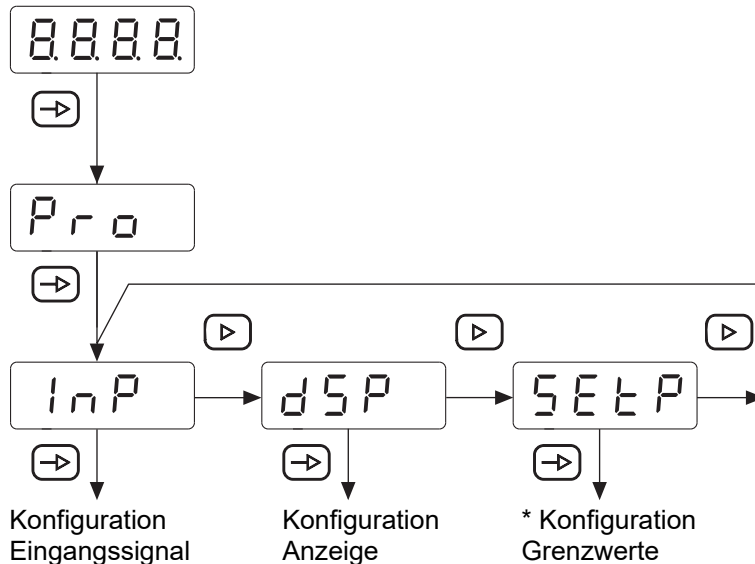 8.8.8.8.
Pro
InP
dSP
SEtP
Konfiguration
Eingangssignal
Konfiguration
Anzeige
* Konfiguration
Grenzwerte